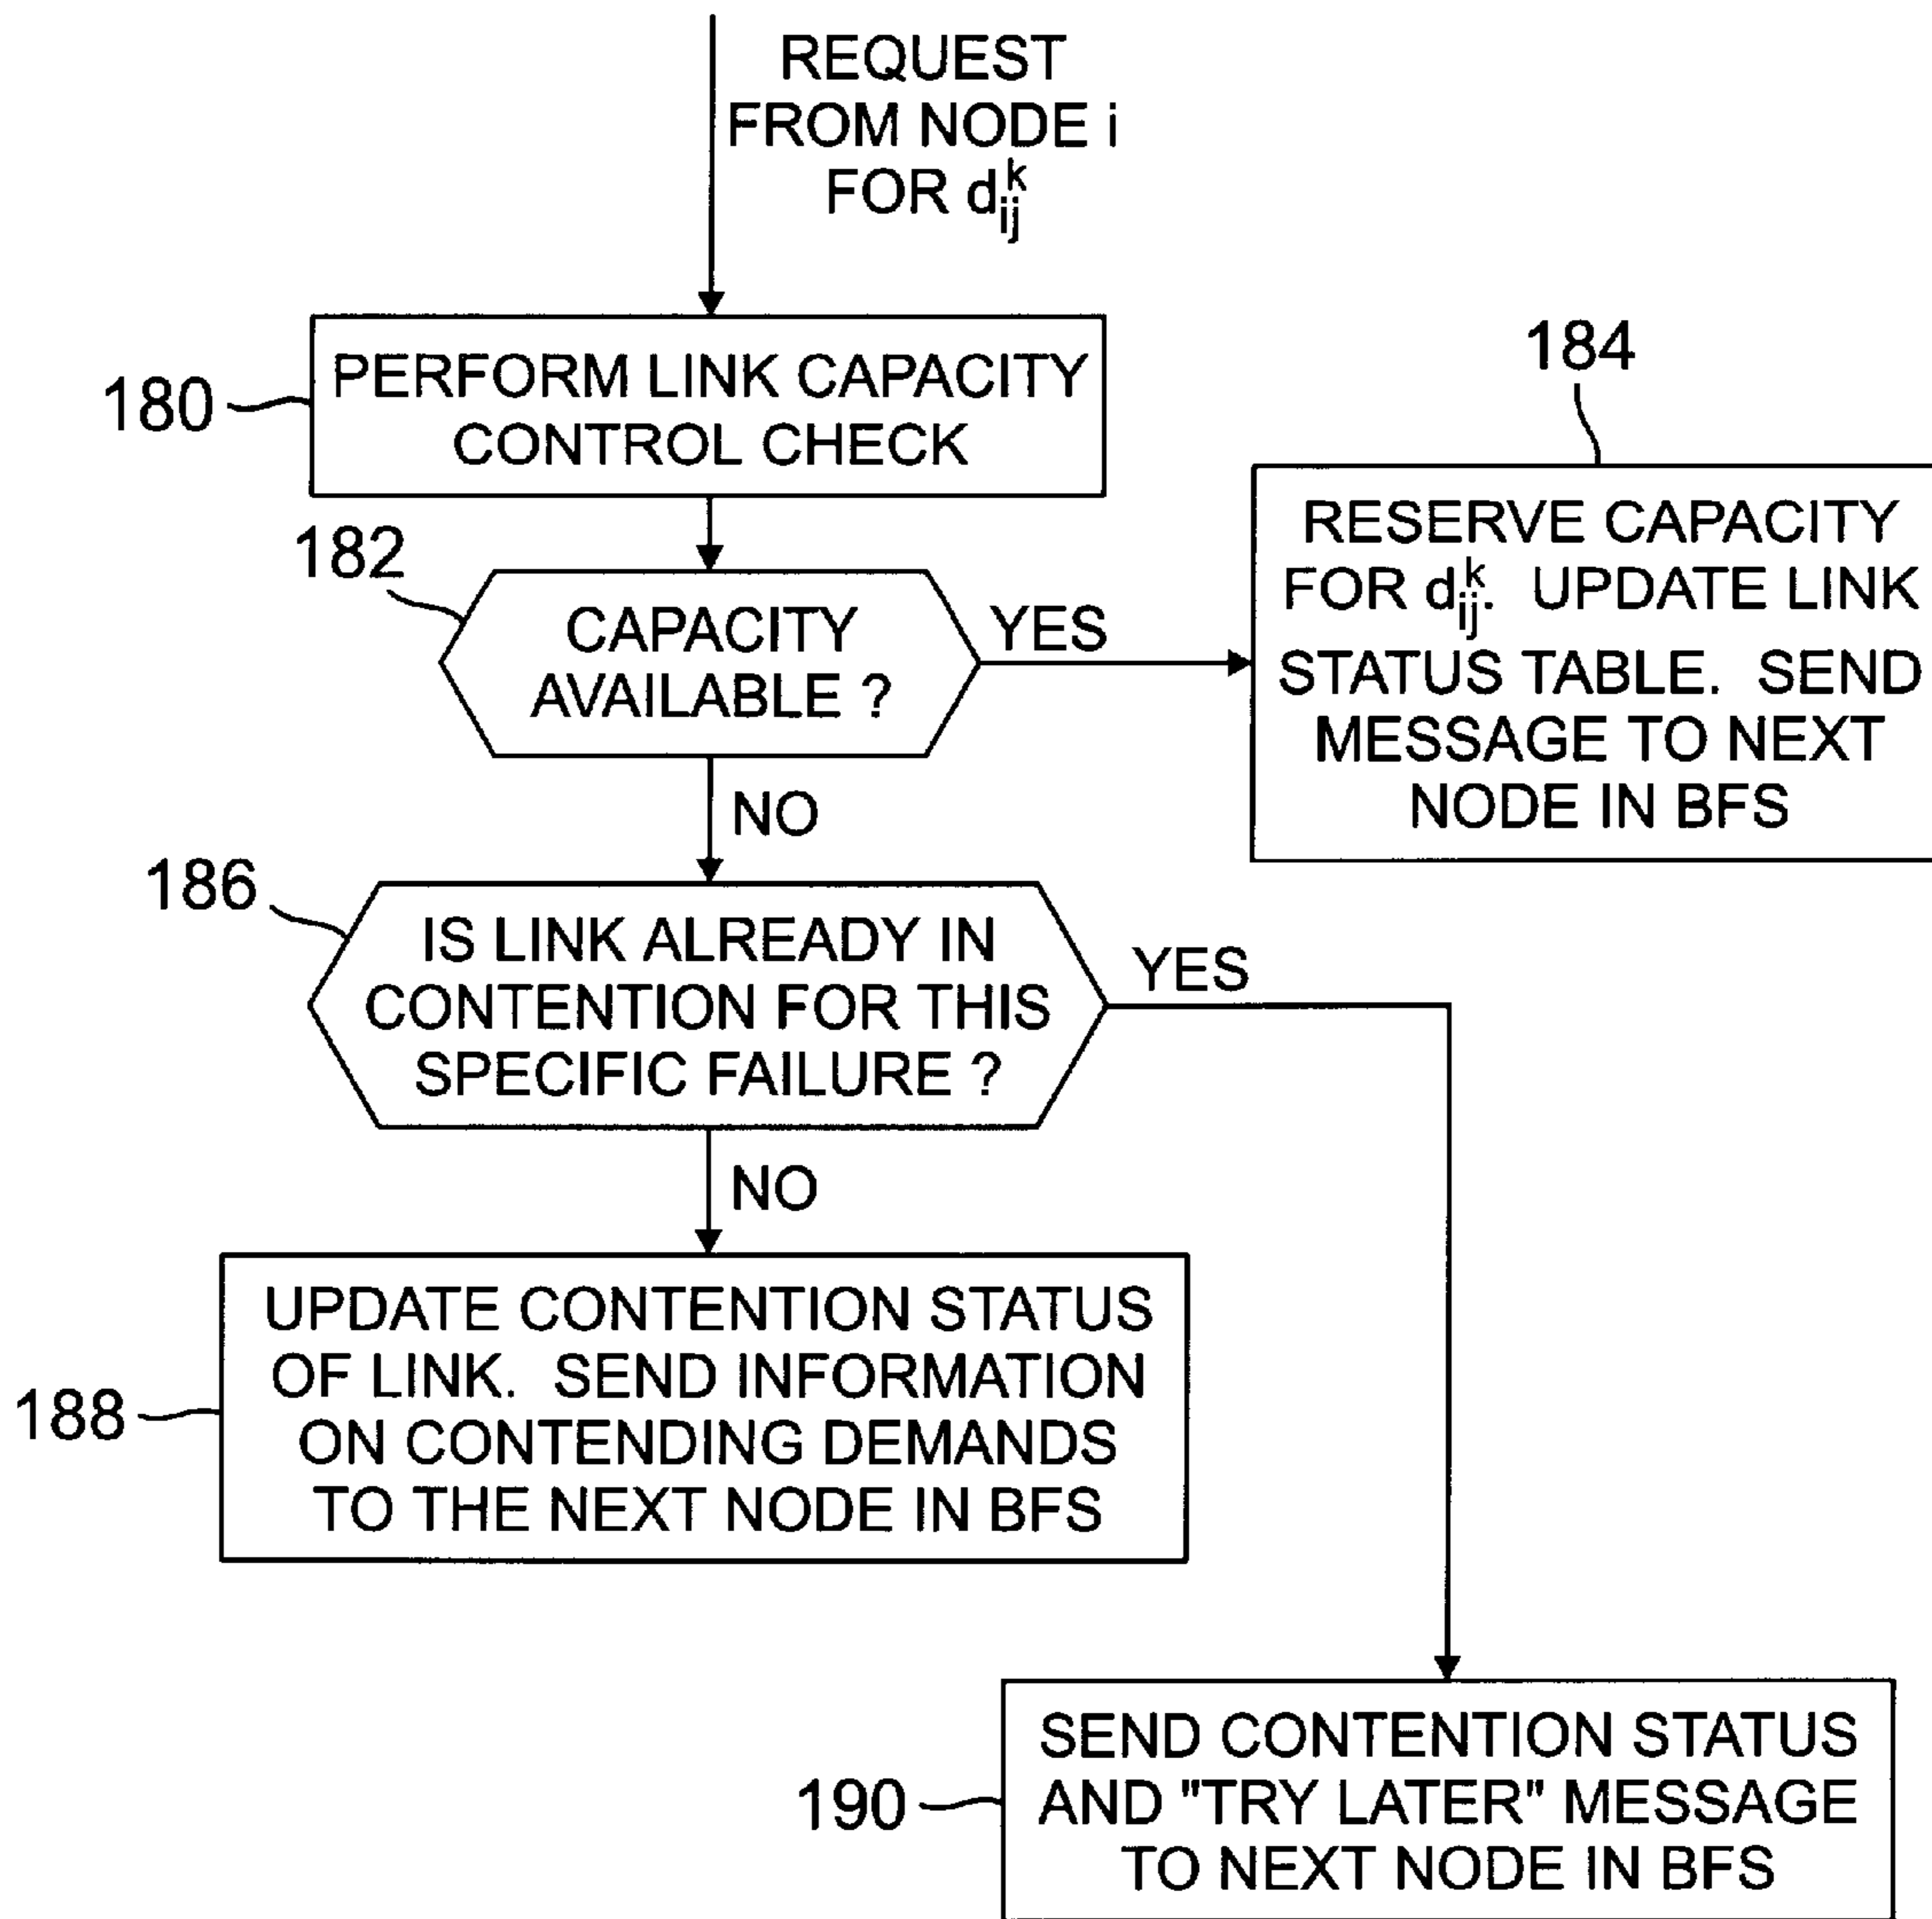 REQUEST
FROM NODE i
FOR d_{ij}^{k}
180
PERFORM LINK CAPACITY
CONTROL CHECK
184
RESERVE CAPACITY
FOR d_{ij}^{k}. UPDATE LINK
STATUS TABLE. SEND
MESSAGE TO NEXT
NODE IN BFS
182
CAPACITY
AVAILABLE ?
YES
NO
186
IS LINK ALREADY IN
CONTENTION FOR THIS
SPECIFIC FAILURE ?
YES
NO
188
UPDATE CONTENTION STATUS
OF LINK. SEND INFORMATION
ON CONTENDING DEMANDS
TO THE NEXT NODE IN BFS
190
SEND CONTENTION STATUS
AND "TRY LATER" MESSAGE
TO NEXT NODE IN BFS